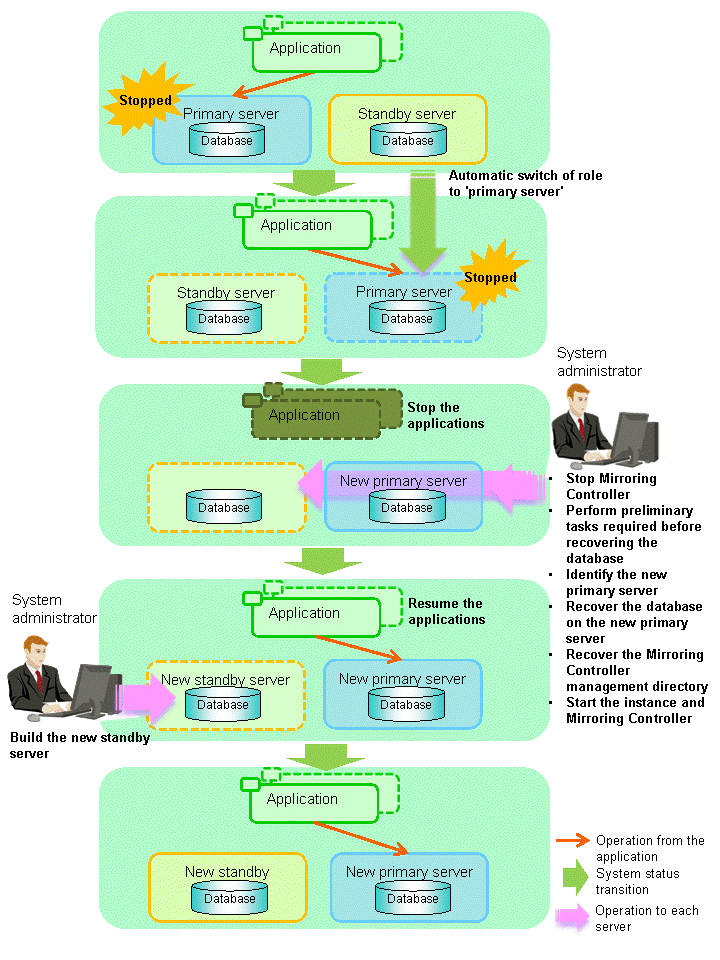 Application
Stopped
Primary server
Database
Standby server
Database
Automatic switch of role
to 'primary server'
Application
Standby server
Database
Primary server
Database
Stopped
System
administrator
Application
Stop the
applications
Database
New primary server
Database
• Stop Mirroring
Controller
• Perform preliminary
tasks required before
recovering the
database
• Identify the new
primary server
• Recover the database
on the new primary
server
• Recover the Mirroring
Controller
management directory
• Start the instance and
Mirroring Controller
System
administrator
Application
Resume the
applications
New standby server
Database
New primary server
Database
Build the new standby
server
Application
New standby
Database
New primary server
Database
Operation from the
application
System status
transition
Operation to each
server